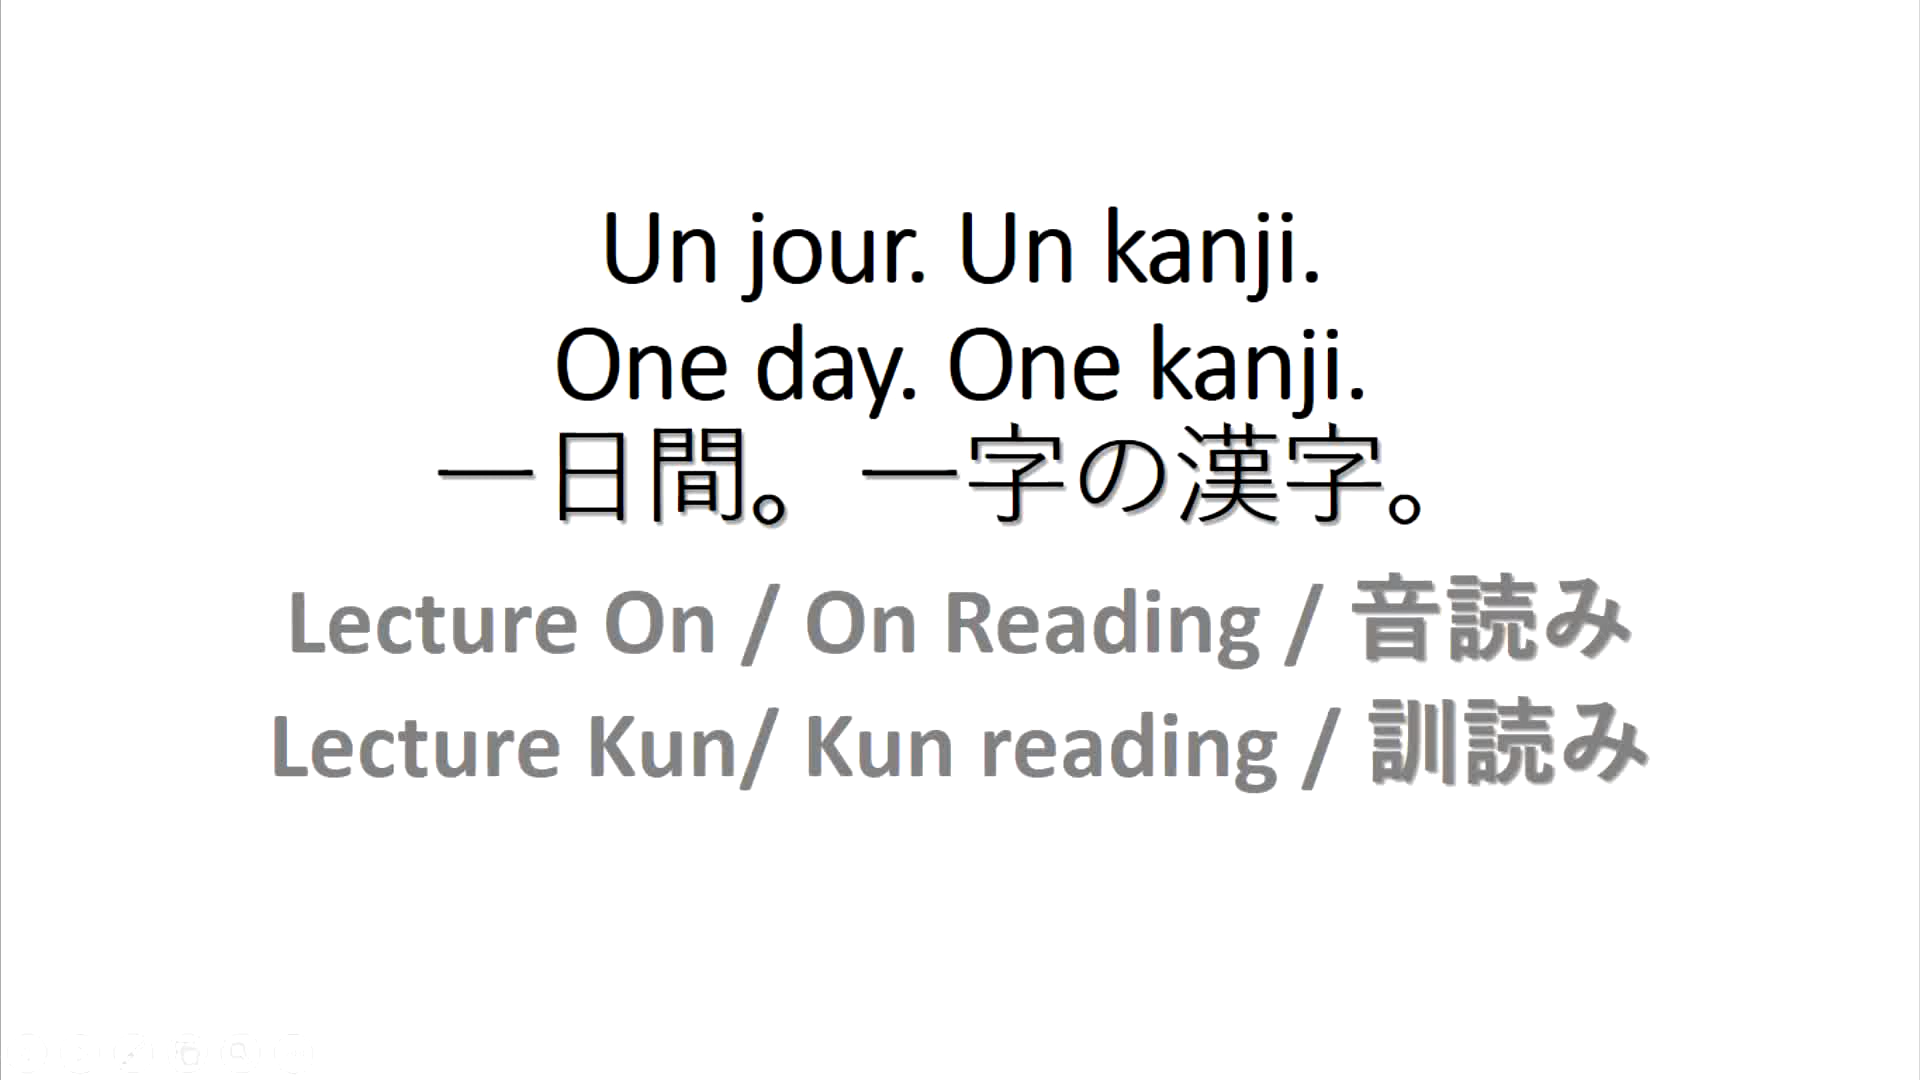 Un jour. Un kanji.
One day. One kanji.
一日間。一字の漢字。
Lecture On / On Reading / 音読み
Lecture Kun/ Kun reading / 訓読み